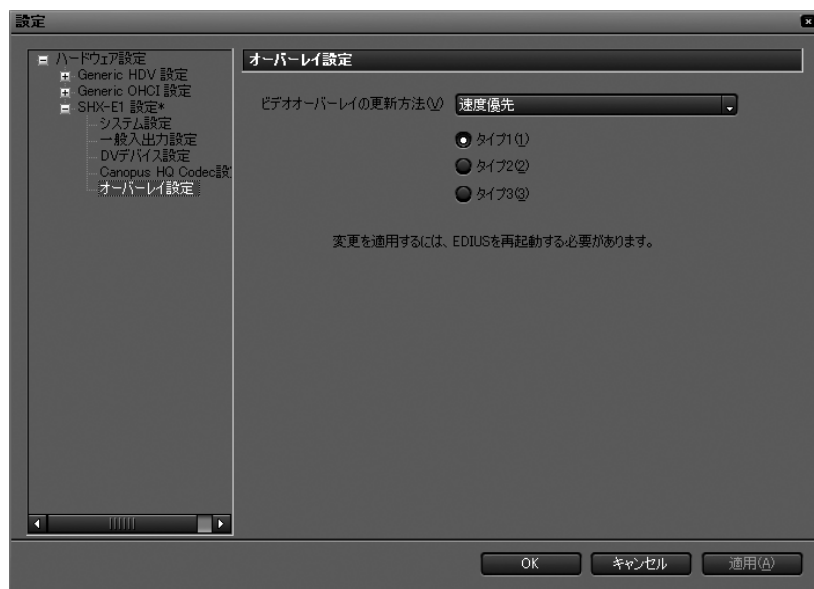 設定
ハードウェア設定
Generic HDV 設定
Generic OHCI 設定
SHX-E1 設定*
システム設定
一般入出力設定
DVデバイス設定
Canopus HQ Codec設
オーバーレイ設定
オーバーレイ設定
ビデオオーバーレイの更新方法(V) 速度優先
タイプ1(1)
タイプ2(2)
タイプ3(3)
変更を適用するには、EDIUSを再起動する必要があります。
OK キャンセル 適用(A)